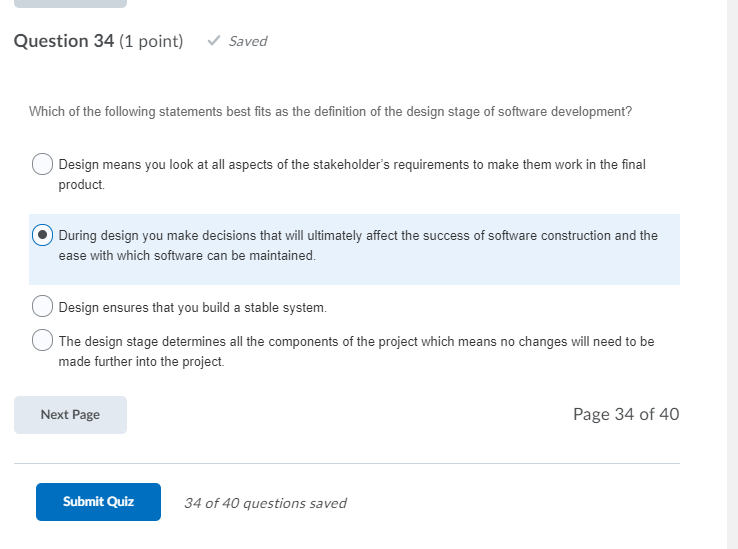 Question 34 (1 point) Saved
Which of the following statements best fits as the definition of the design stage of software development?
Design means you look at all aspects of the stakeholder's requirements to make them work in the final
product.
During design you make decisions that will ultimately affect the success of software construction and the
ease with which software can be maintained.
Design ensures that you build a stable system.
The design stage determines all the components of the project which means no changes will need to be
made further into the project.
Next Page Page 34 of 40
Submit Quiz 34 of 40 questions saved